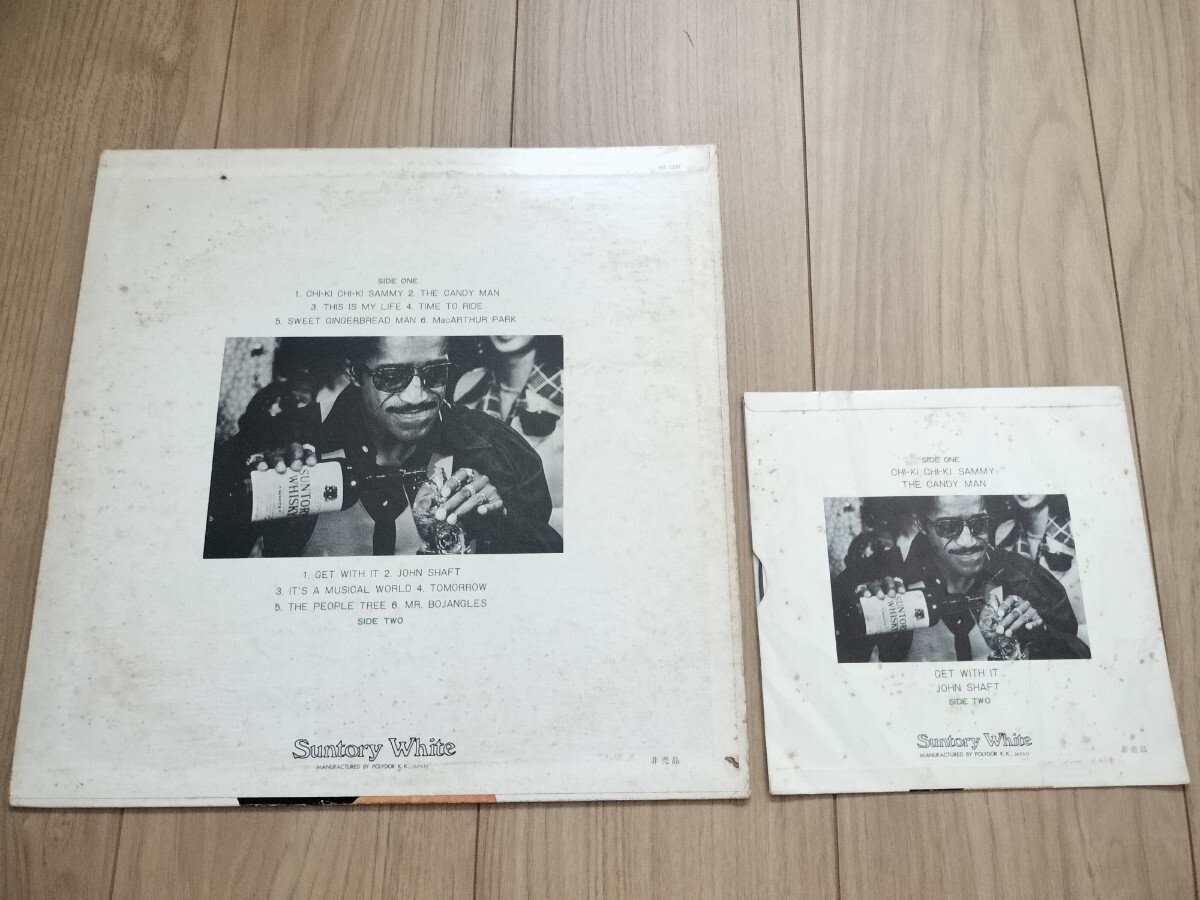 SIDE ONE
1. CHI-KI CHI-KI SAMMY 2. THE CANDY MAN
3. THIS IS MY LIFE 4. TIME TO RIDE
5. SWEET GINGERBREAD MAN 6. MacARTHUR PARK
SUNTOR
WHISKY
1. GET WITH IT 2. JOHN SHAFT
3. IT'S A MUSICAL WORLD 4. TOMORROW
5. THE PEOPLE TREE 6. MR. BOJANGLES
SIDE TWO
Suntory White
MANUFACTURED BY POLYDOR K.K., JAPAN
非売品
SIDE ONE
CHI-KI CHI-KI SAMMY
THE CANDY MAN
SUNTOR
WHISKY
GET WITH IT
JOHN SHAFT
SIDE TWO
Suntory White
MANUFACTURED BY POLYDOR K.K., JAPAN
非売品